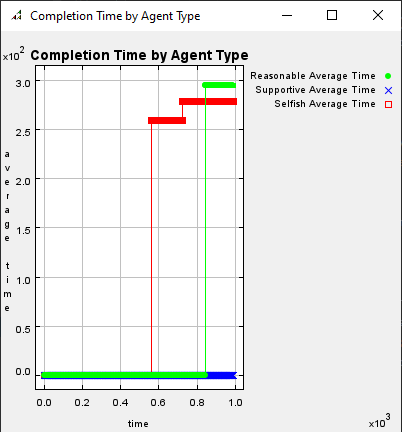 Completion Time by Agent Type
x10²
Completion Time by Agent Type
Reasonable Average Time
Supportive Average Time
Selfish Average Time
3.0
2.5
2.0
1.5
1.0
0.5
0.0
average time
0.0 0.2 0.4 0.6 0.8 1.0
time
x10³